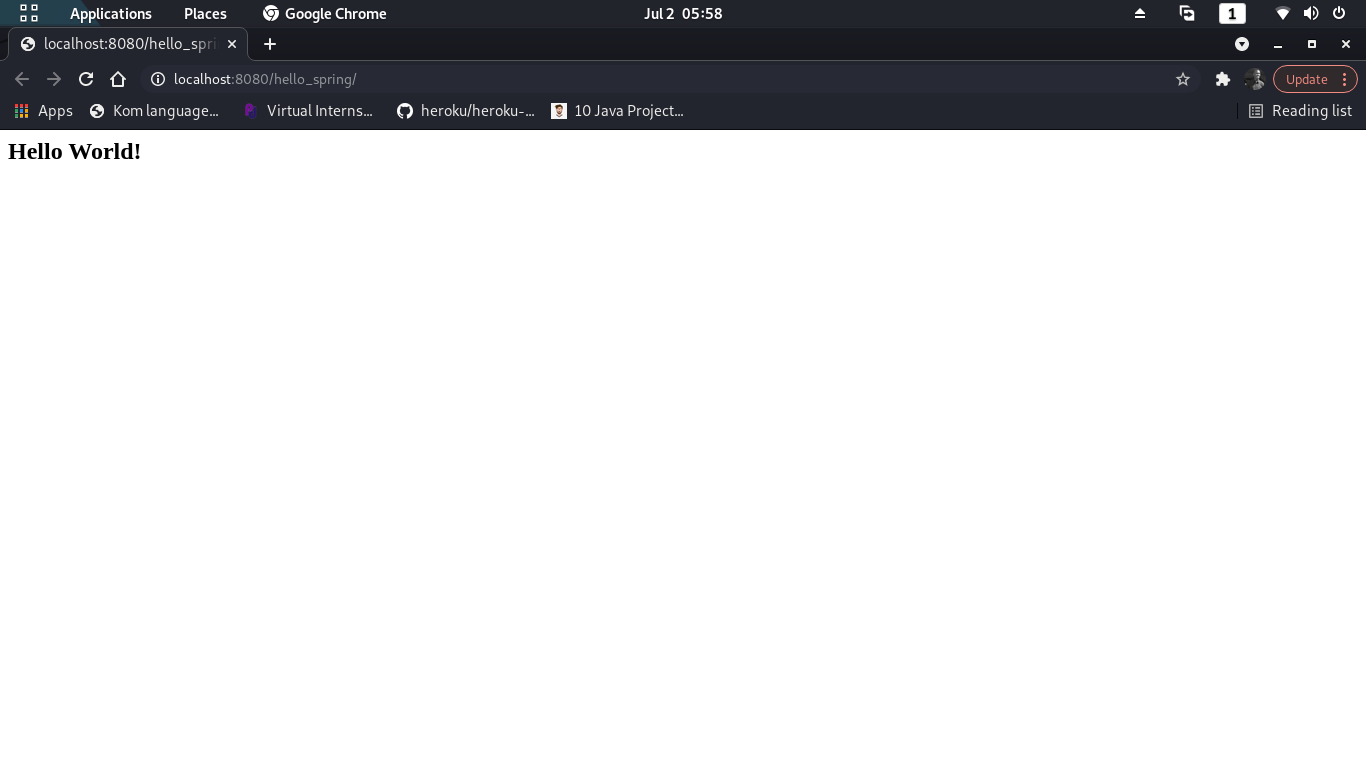 Applications Places Google Chrome Jul 2 05:58 1
localhost:8080/hello_spri
localhost:8080/hello_spring/ Update
Apps Kom language... Virtual Interns... heroku/heroku-... 10 Java Project... Reading list
Hello World!